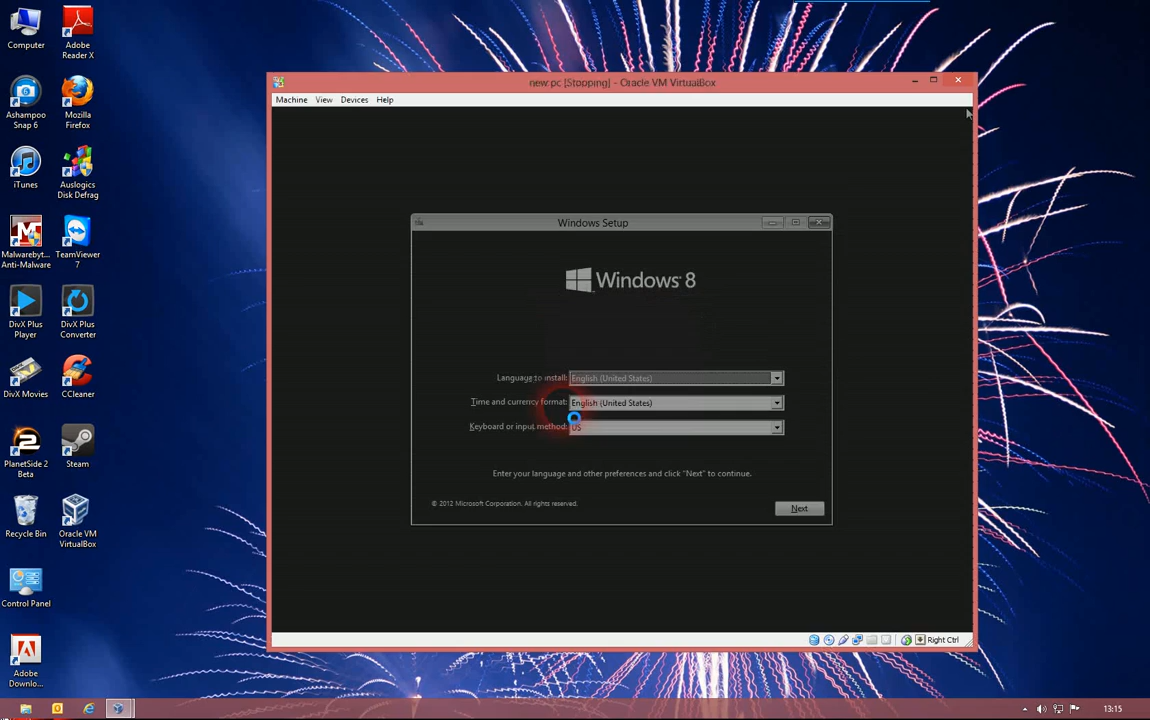 Computer
Adobe
Reader X
Ashampoo
Snap 6
Mozilla
Firefox
iTunes
Auslogics
Disk Defrag
Malwareby...
Anti-Malware
TeamViewer
7
DivX Plus
Player
DivX Plus
Converter
DivX Movies
CCleaner
PlanetSide 2
Beta
Steam
Recycle Bin
Oracle VM
VirtualBox
Control Panel
Adobe
Downlo...
new pc [Stopping] - Oracle VM VirtualBox
Machine View Devices Help
Windows Setup
Windows 8
Language to install: English (United States)
Time and currency format: English (United States)
Keyboard or input method: US
Enter your language and other preferences and click "Next" to continue.
© 2012 Microsoft Corporation. All rights reserved.
Next
Right Ctrl
13:15